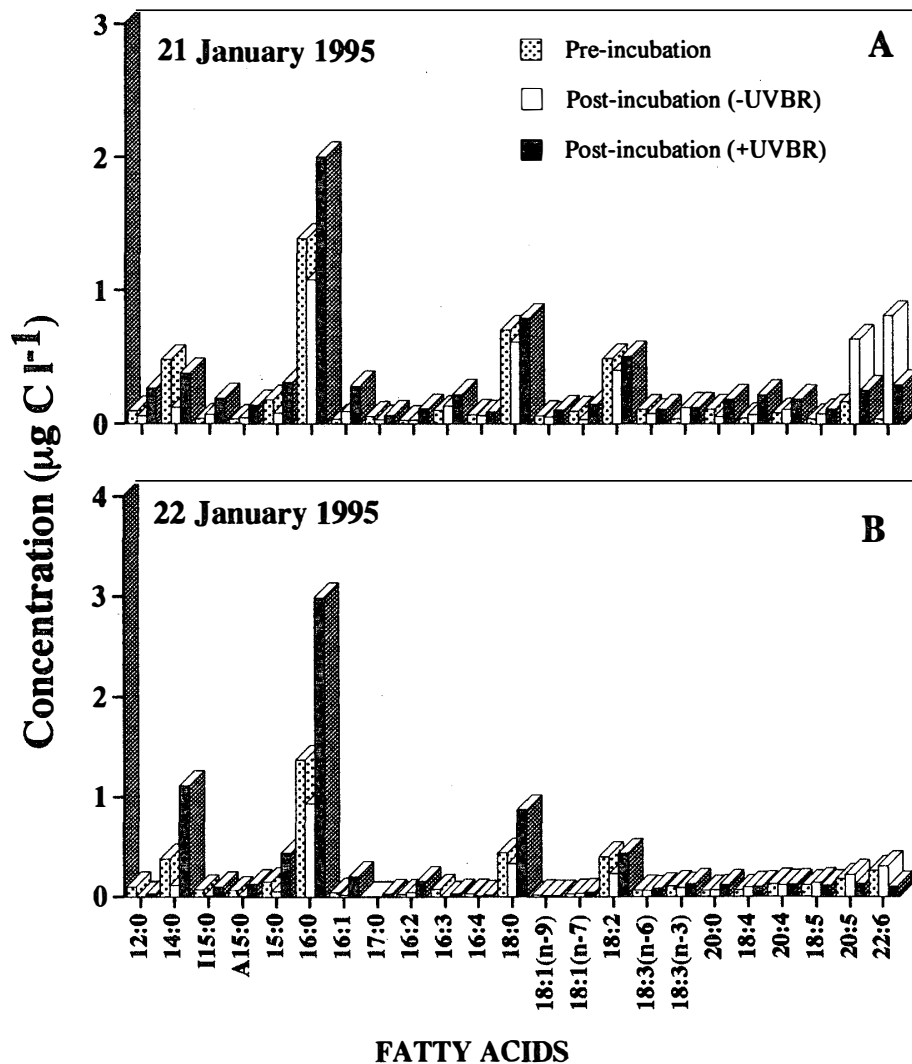 3
21 January 1995
A
Pre-incubation
Post-incubation (-UVBR)
Post-incubation (+UVBR)
2
1
0
Concentration (µg C l-1)
4
22 January 1995
B
3
2
1
0
12:0
14:0
I15:0
A15:0
15:0
16:0
16:1
17:0
16:2
16:3
16:4
18:0
18:1(n-9)
18:1(n-7)
18:2
18:3(n-6)
18:3(n-3)
20:0
18:4
20:4
18:5
20:5
22:6
FATTY ACIDS